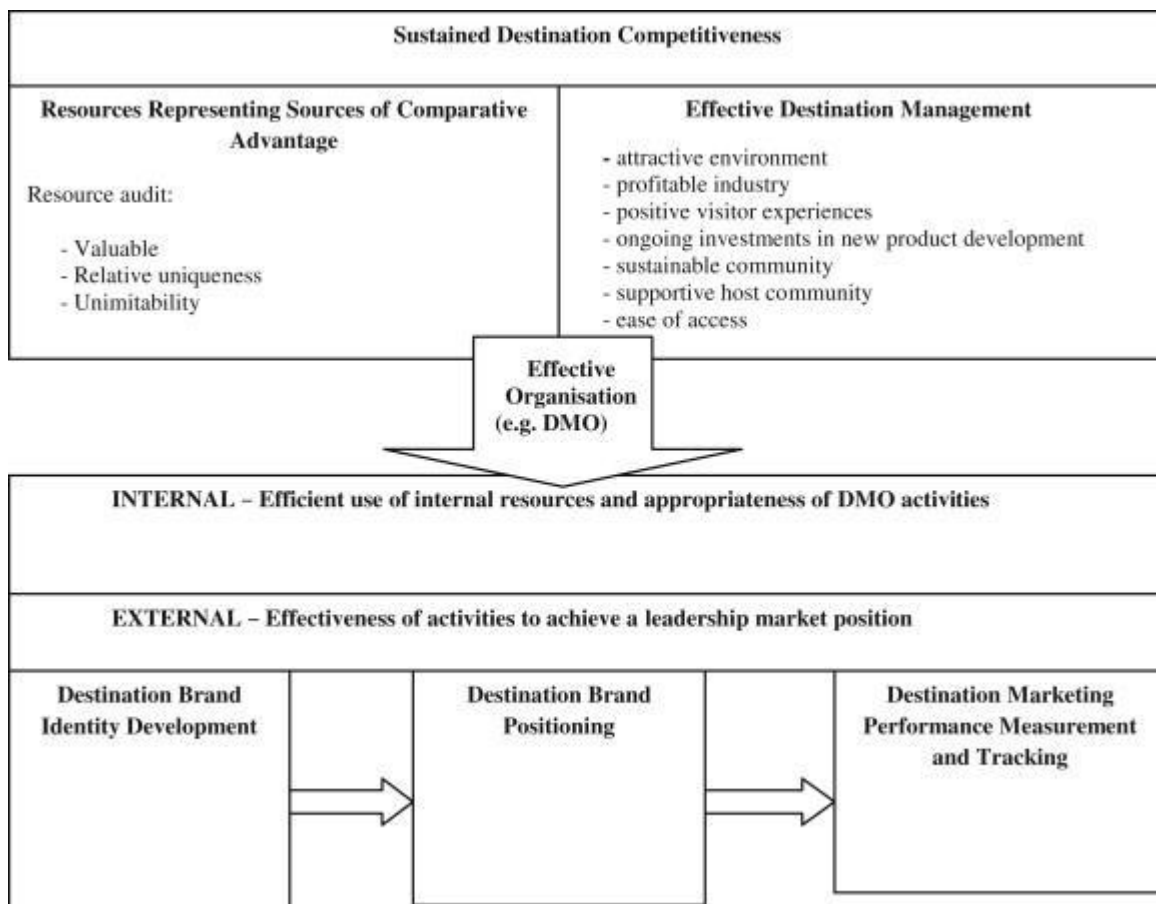 Sustained Destination Competitiveness
Resources Representing Sources of Comparative
Advantage
Resource audit:
- Valuable
- Relative uniqueness
- Unimitability
Effective Destination Management
- attractive environment
- profitable industry
- positive visitor experiences
- ongoing investments in new product development
- sustainable community
- supportive host community
- ease of access
Effective
Organisation
(e.g. DMO)
INTERNAL – Efficient use of internal resources and appropriateness of DMO activities
EXTERNAL – Effectiveness of activities to achieve a leadership market position
Destination Brand
Identity Development
Destination Brand
Positioning
Destination Marketing
Performance Measurement
and Tracking